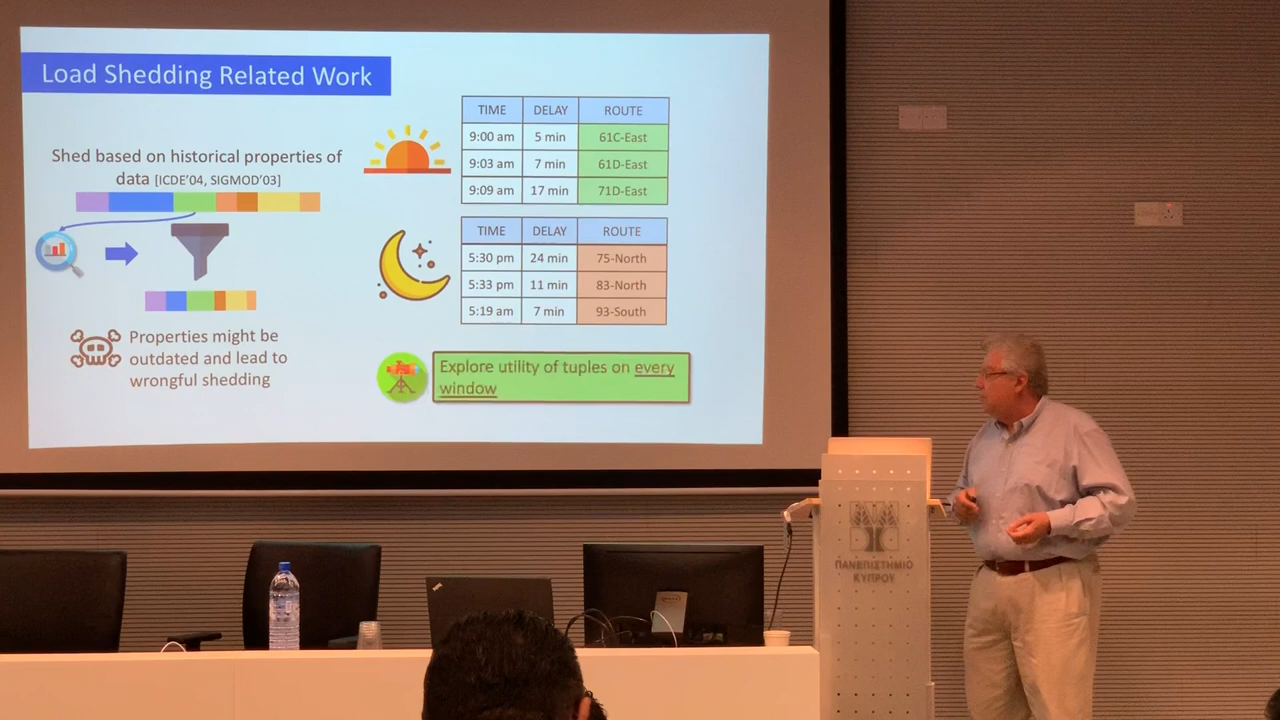 Load Shedding Related Work
Shed based on historical properties of
data [ICDE'04, SIGMOD'03]
Properties might be
outdated and lead to
wrongful shedding
TIME DELAY ROUTE
9:00 am 5 min 61C-East
9:03 am 7 min 61D-East
9:09 am 17 min 71D-East
TIME DELAY ROUTE
5:30 pm 24 min 75-North
5:33 pm 11 min 83-North
5:19 am 7 min 93-South
Explore utility of tuples on every
window
ΠΑΝΕΠΙΣΤΗΜΙΟ
ΚΥΠΡΟΥ